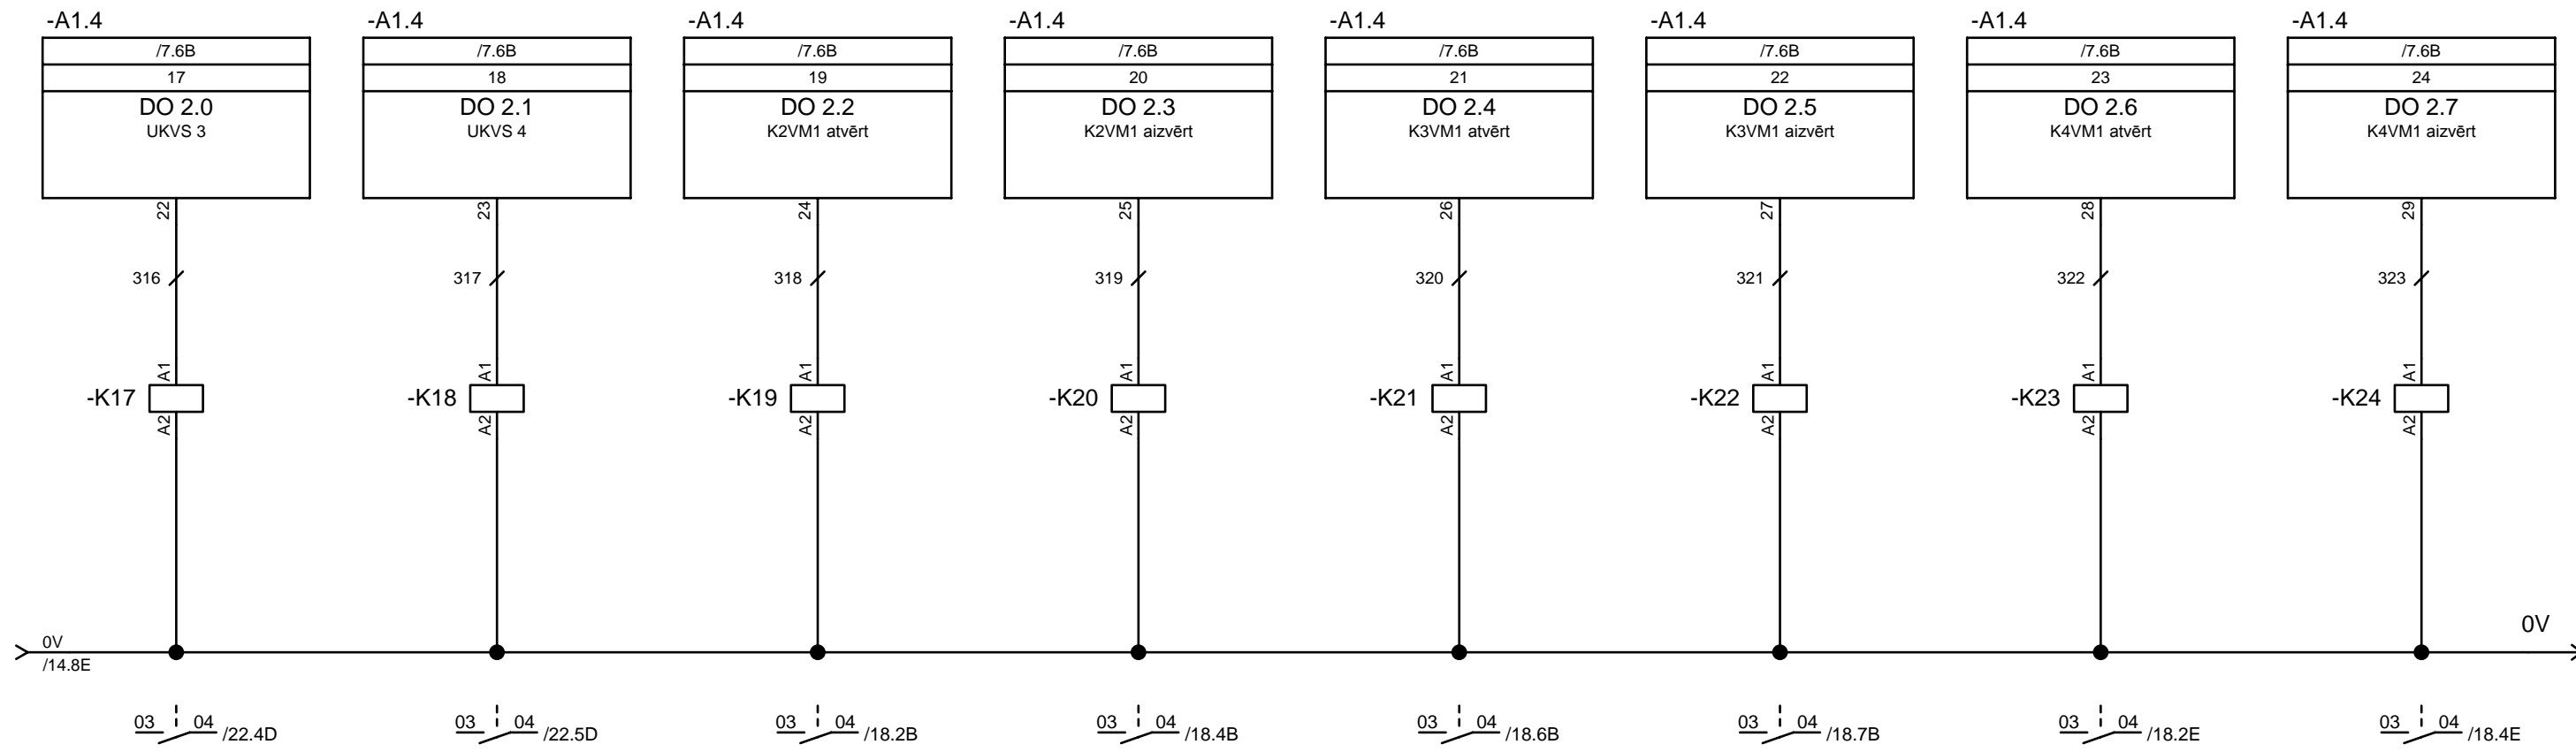 -A1.4 -A1.4 -A1.4 -A1.4 -A1.4 -A1.4 -A1.4 -A1.4
/7.6B /7.6B /7.6B /7.6B /7.6B /7.6B /7.6B /7.6B
17 18 19 20 21 22 23 24
DO 2.0 DO 2.1 DO 2.2 DO 2.3 DO 2.4 DO 2.5 DO 2.6 DO 2.7
UKVS 3 UKVS 4 K2VM1 atvērt K2VM1 aizvērt K3VM1 atvērt K3VM1 aizvērt K4VM1 atvērt K4VM1 aizvērt
22 23 24 25 26 27 28 29
316 317 318 319 320 321 322 323
A1 A1 A1 A1 A1 A1 A1 A1
-K17 -K18 -K19 -K20 -K21 -K22 -K23 -K24
A2 A2 A2 A2 A2 A2 A2 A2
0V 0V
/14.8E
03 04 /22.4D 03 04 /22.5D 03 04 /18.2B 03 04 /18.4B 03 04 /18.6B 03 04 /18.7B 03 04 /18.2E 03 04 /18.4E